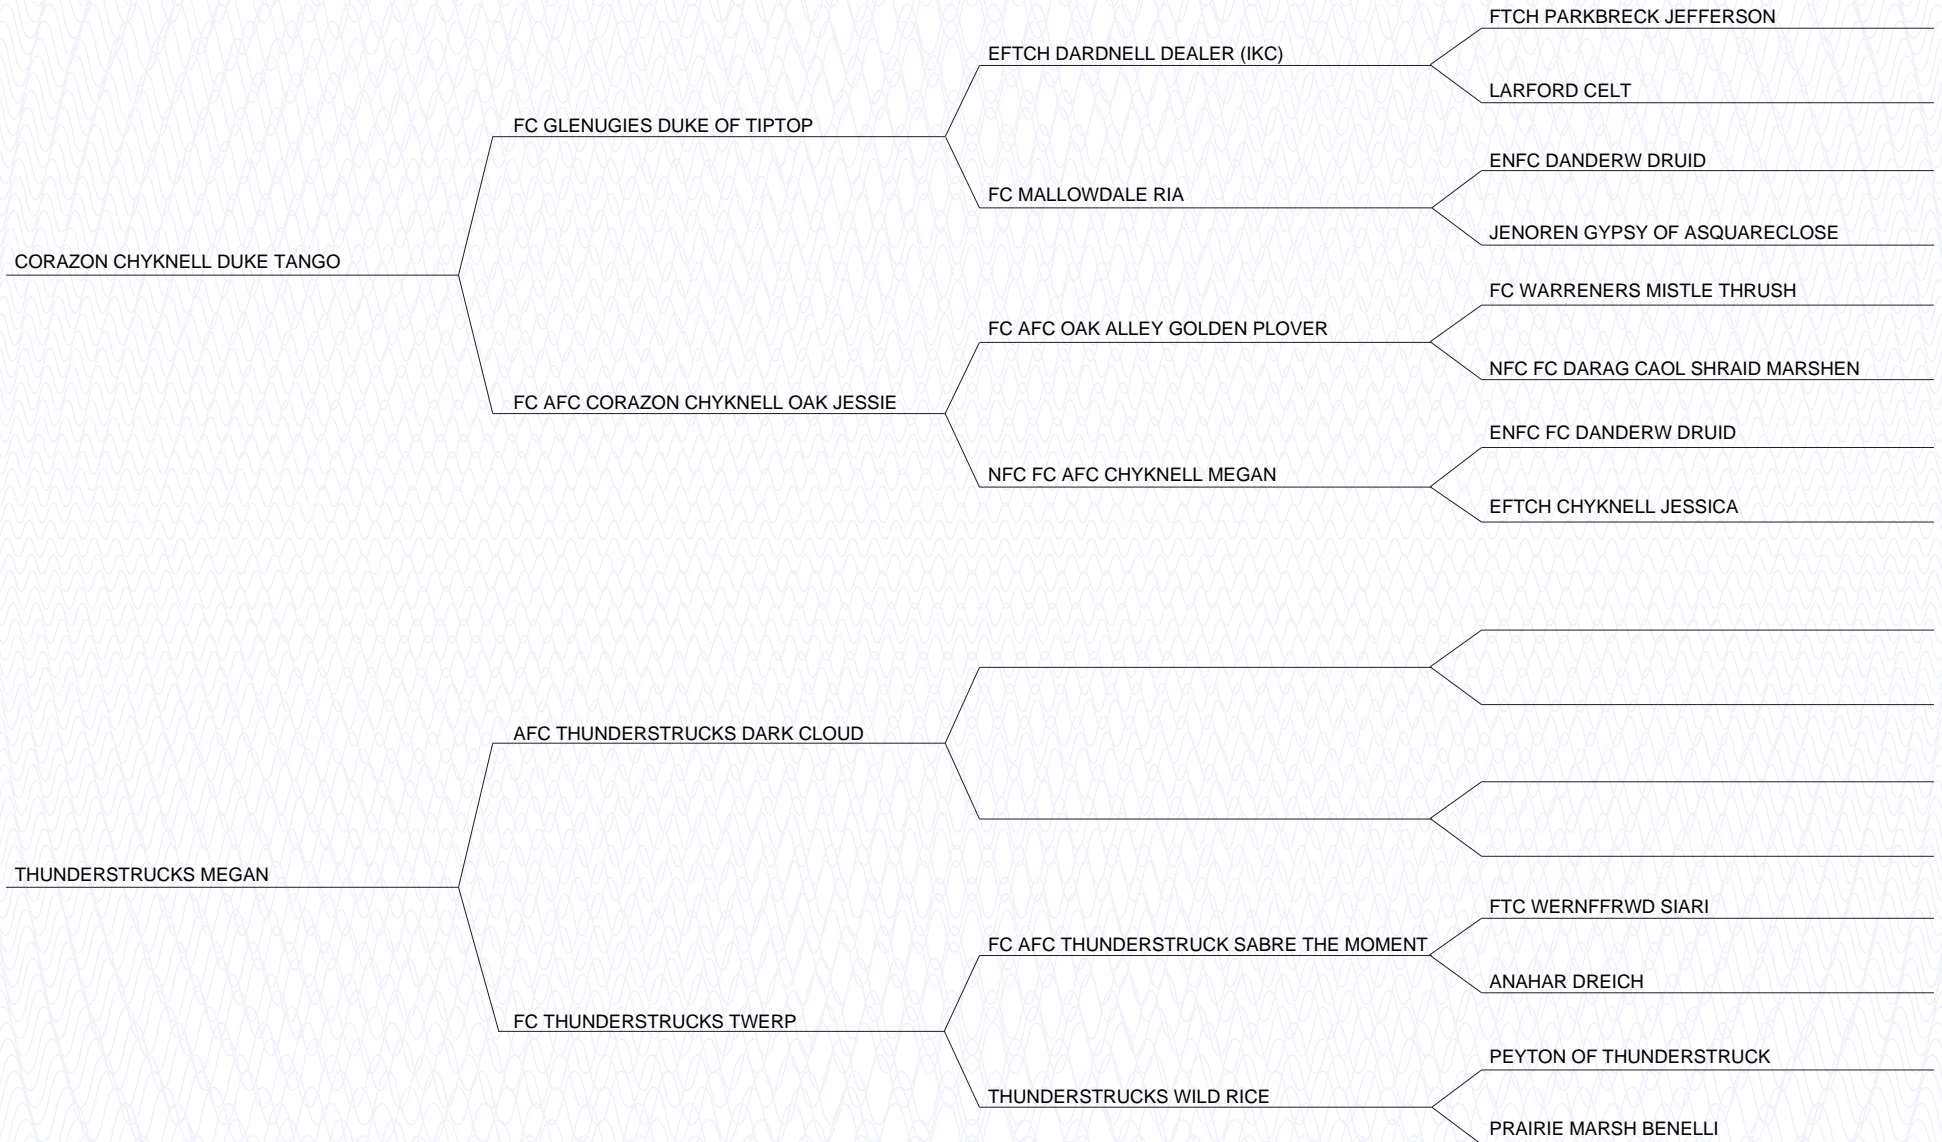 FTCH PARKBRECK JEFFERSON
EFTCH DARDNELL DEALER (IKC)
LARFORD CELT
FC GLENUGIES DUKE OF TIPTOP
ENFC DANDERW DRUID
FC MALLOWDALE RIA
JENOREN GYPSY OF ASQUARECLOSE
CORAZON CHYKNELL DUKE TANGO
FC WARRENERS MISTLE THRUSH
FC AFC OAK ALLEY GOLDEN PLOVER
NFC FC DARAG CAOL SHRAID MARSHEN
FC AFC CORAZON CHYKNELL OAK JESSIE
ENFC FC DANDERW DRUID
NFC FC AFC CHYKNELL MEGAN
EFTCH CHYKNELL JESSICA
AFC THUNDERSTRUCKS DARK CLOUD
THUNDERSTRUCKS MEGAN
FTC WERNFFRWD SIARI
FC AFC THUNDERSTRUCK SABRE THE MOMENT
ANAHAR DREICH
FC THUNDERSTRUCKS TWERP
PEYTON OF THUNDERSTRUCK
THUNDERSTRUCKS WILD RICE
PRAIRIE MARSH BENELLI